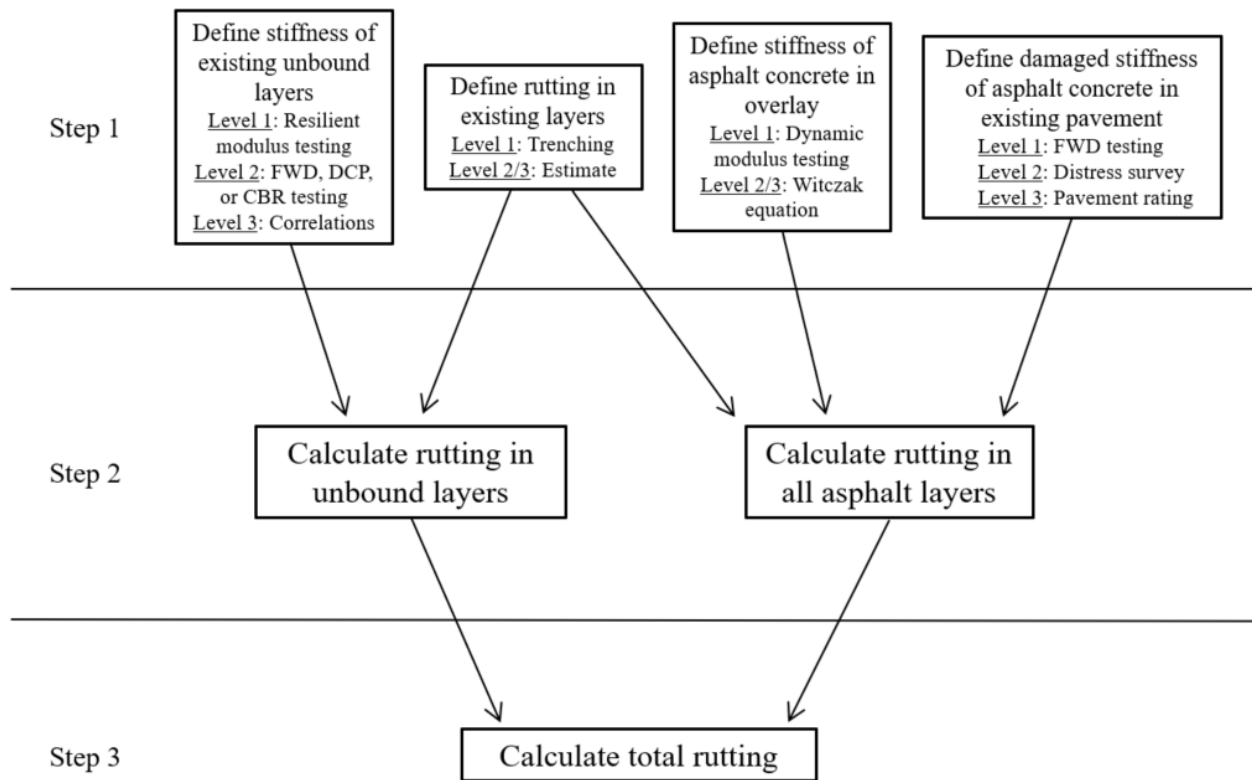 Step 1
Define stiffness of
existing unbound
layers
Level 1: Resilient
modulus testing
Level 2: FWD, DCP,
or CBR testing
Level 3: Correlations
Define rutting in
existing layers
Level 1: Trenching
Level 2/3: Estimate
Define stiffness of
asphalt concrete in
overlay
Level 1: Dynamic
modulus testing
Level 2/3: Witczak
equation
Define damaged stiffness
of asphalt concrete in
existing pavement
Level 1: FWD testing
Level 2: Distress survey
Level 3: Pavement rating
Step 2
Calculate rutting in
unbound layers
Calculate rutting in
all asphalt layers
Step 3
Calculate total rutting